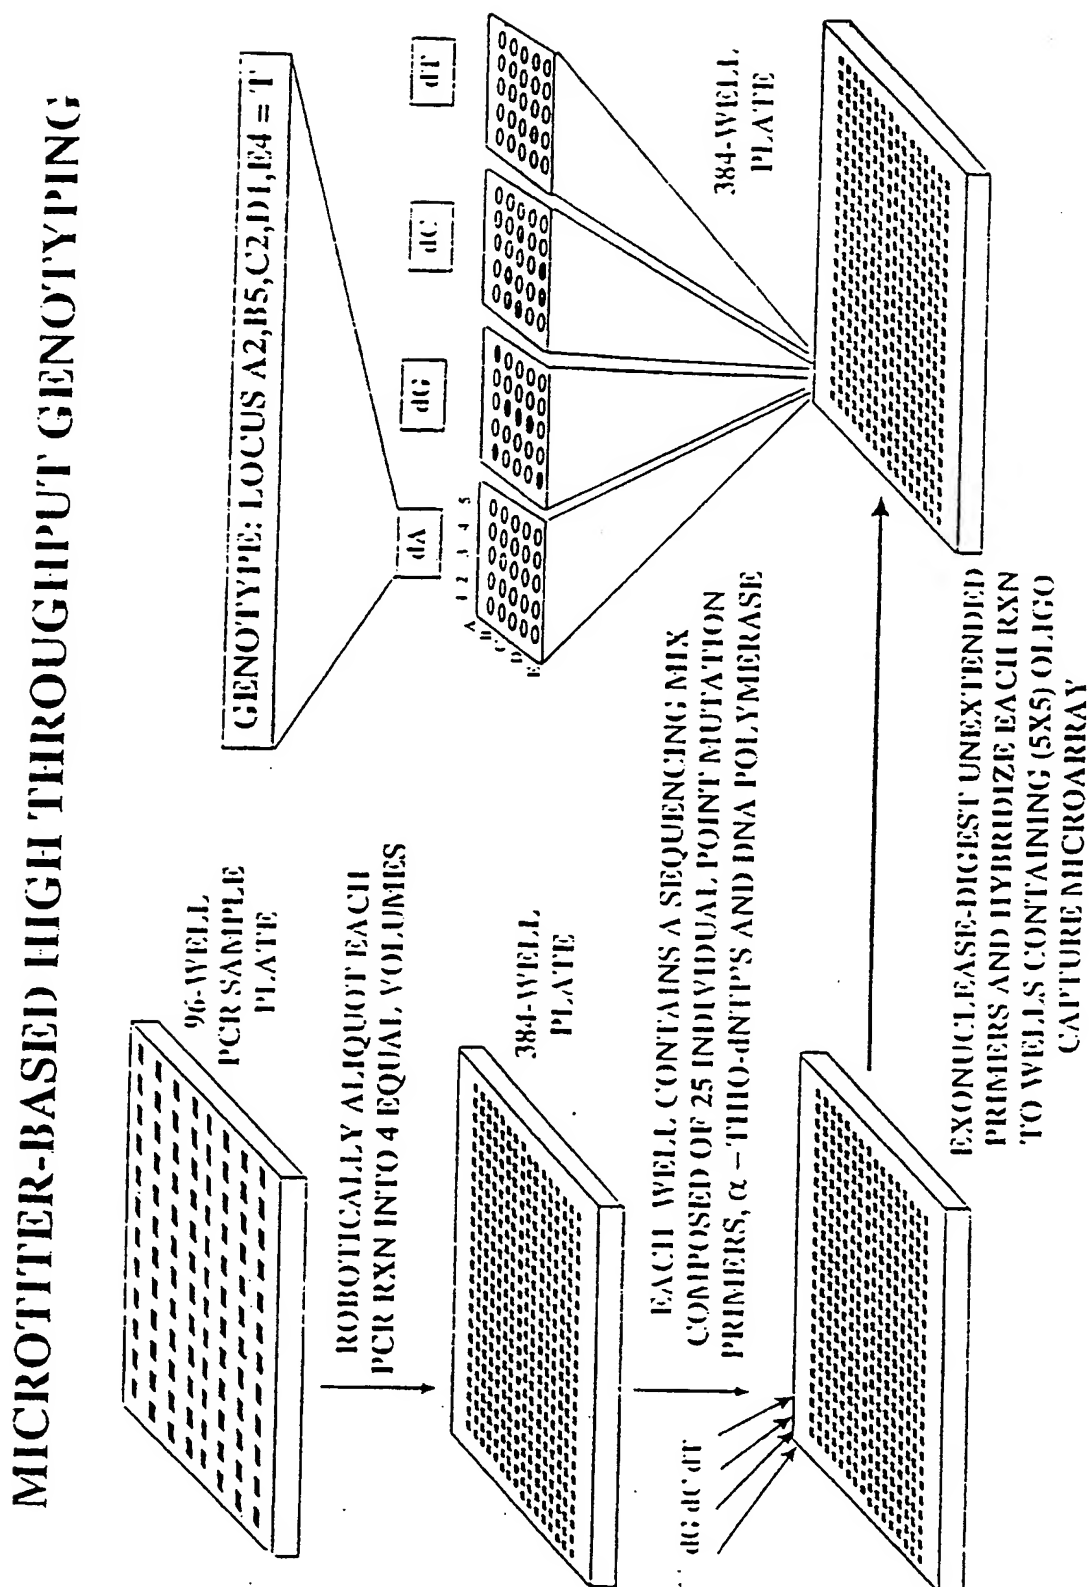 MICROTITER-BASED HIGH THROUGHPUT GENOTYPING
96-WELL
PCR SAMPLE
PLATE
ROBOTICALLY ALIQUOT EACH
PCR RXN INTO 4 EQUAL VOLUMES
384-WELL
PLATE
EACH WELL CONTAINS A SEQUENCING MIX
COMPOSED OF 25 INDIVIDUAL POINT MUTATION
PRIMERS, α – THIO-dNTP'S AND DNA POLYMERASE
dG dC dT
EXONUCLEASE-DIGEST UNEXTENDED
PRIMERS AND HYBRIDIZE EACH RXN
TO WELLS CONTAINING (5X5) OLIGO
CAPTURE MICROARRAY
GENOTYPE: LOCUS A2,B5,C2,D1,E4 = T
dA
dG
dC
dT
1 2 3 4 5
A
B
C
D
E
384-WELL
PLATE